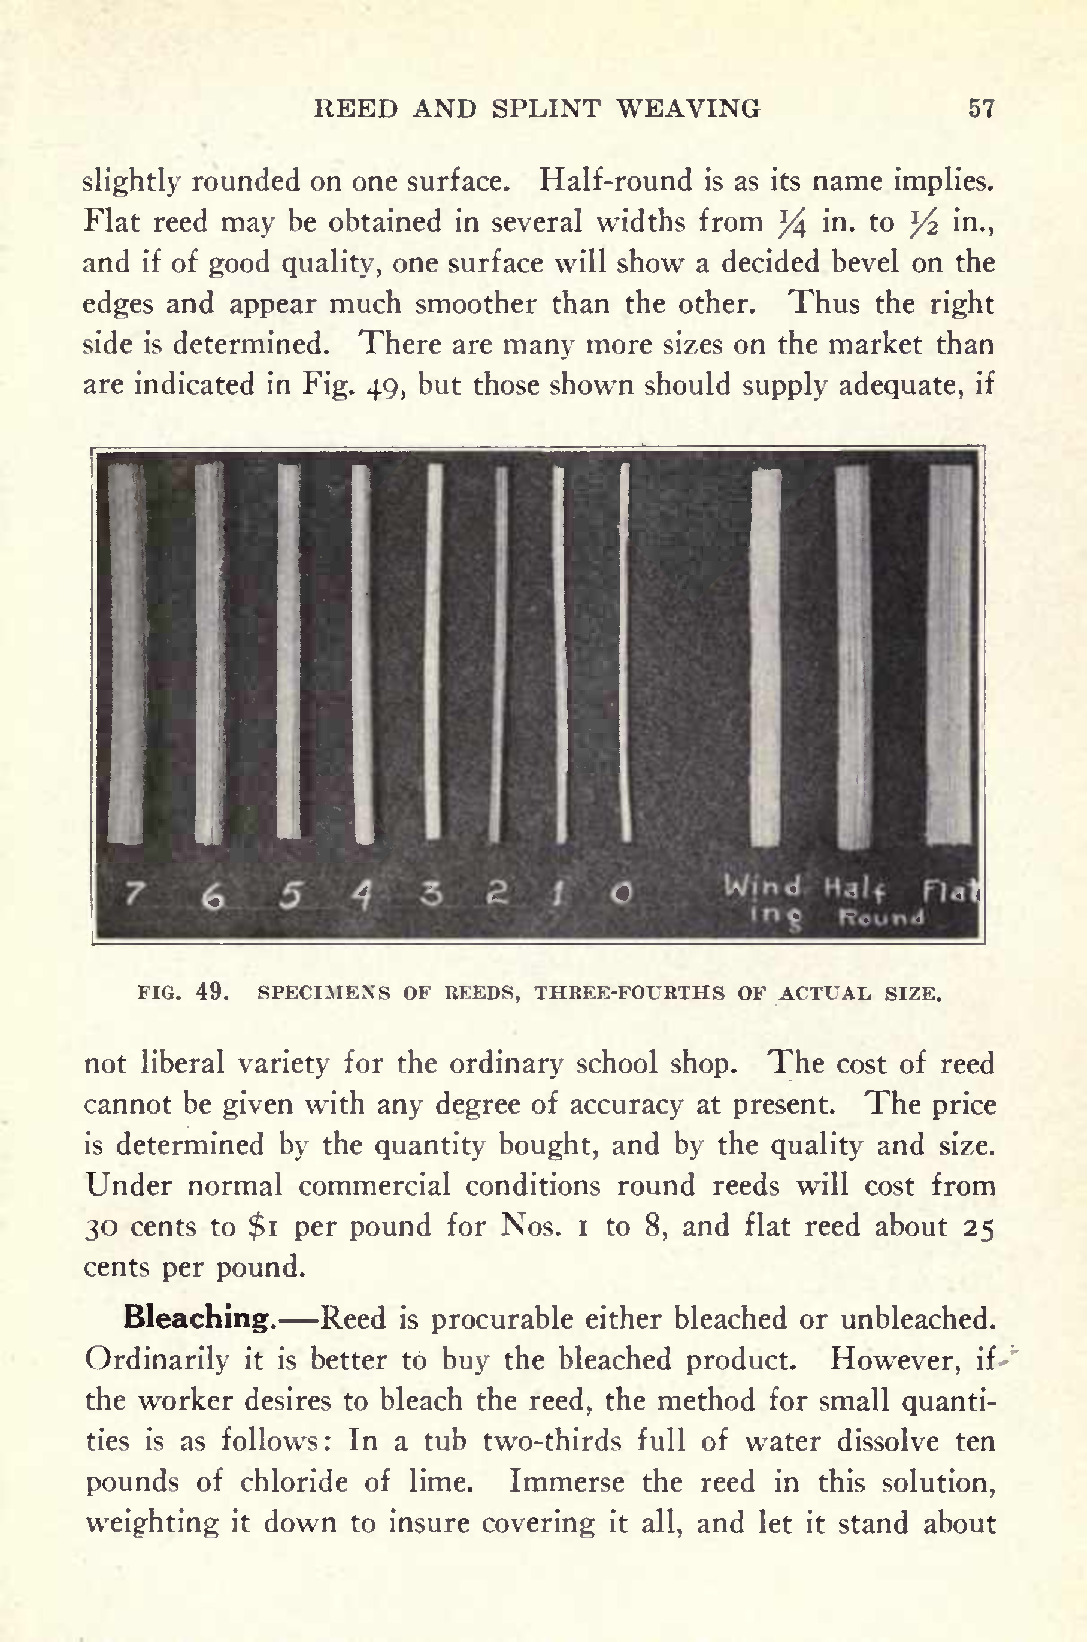 REED AND SPLINT WEAVING 57
slightly rounded on one surface. Half-round is as its name implies.
Flat reed may be obtained in several widths from ¼ in. to ½ in.,
and if of good quality, one surface will show a decided bevel on the
edges and appear much smoother than the other. Thus the right
side is determined. There are many more sizes on the market than
are indicated in Fig. 49, but those shown should supply adequate, if
7 6 5 4 3 2 1 0 Wind Half Flat
ing Round
FIG. 49. SPECIMENS OF REEDS, THREE-FOURTHS OF ACTUAL SIZE.
not liberal variety for the ordinary school shop. The cost of reed
cannot be given with any degree of accuracy at present. The price
is determined by the quantity bought, and by the quality and size.
Under normal commercial conditions round reeds will cost from
30 cents to $1 per pound for Nos. 1 to 8, and flat reed about 25
cents per pound.
Bleaching.—Reed is procurable either bleached or unbleached.
Ordinarily it is better to buy the bleached product. However, if
the worker desires to bleach the reed, the method for small quanti-
ties is as follows: In a tub two-thirds full of water dissolve ten
pounds of chloride of lime. Immerse the reed in this solution,
weighting it down to insure covering it all, and let it stand about